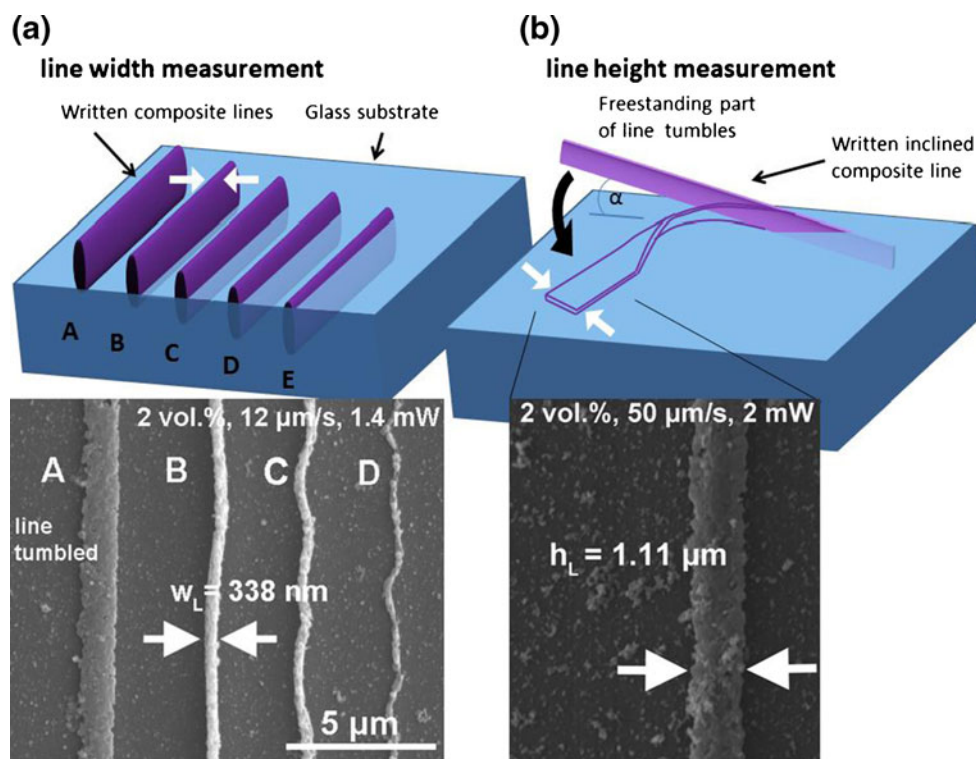 (a)
line width measurement
Written composite lines
Glass substrate
A
B
C
D
E
2 vol.%, 12 µm/s, 1.4 mW
A
B
C
D
line
tumbled
w_L = 338 nm
5 µm
(b)
line height measurement
Freestanding part
of line tumbles
Written inclined
composite line
α
2 vol.%, 50 µm/s, 2 mW
h_L = 1.11 µm